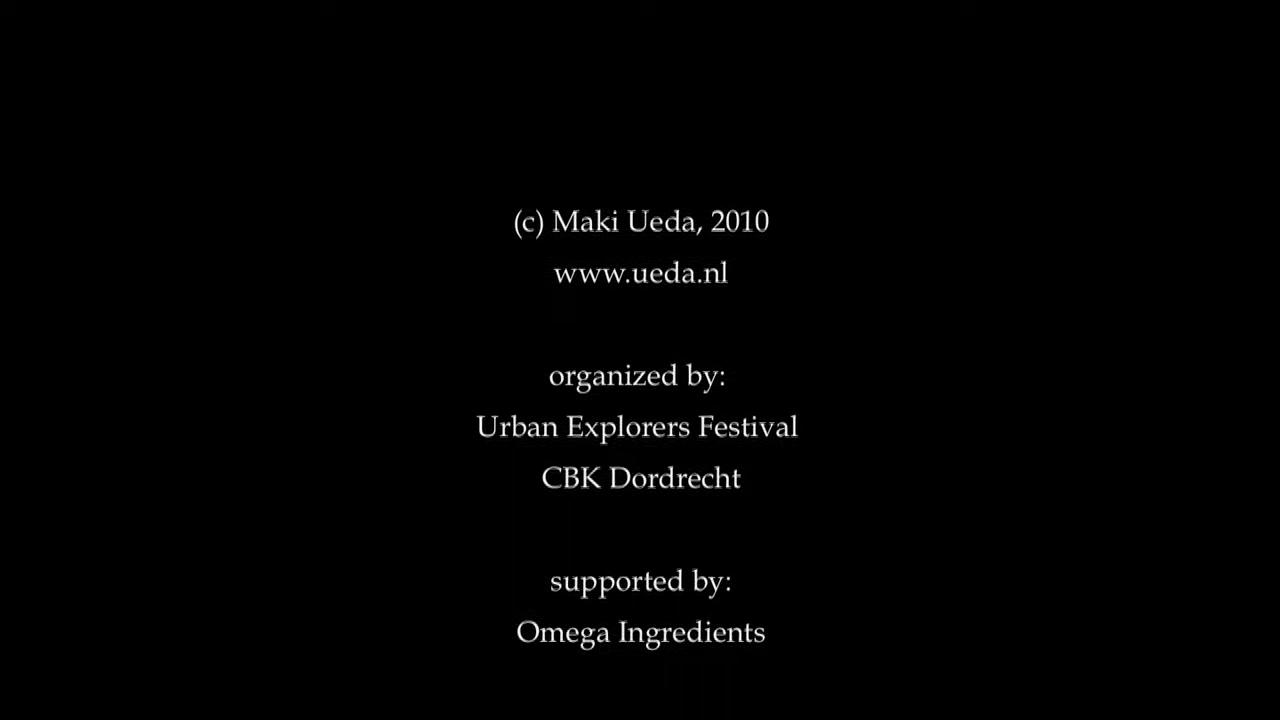 (c) Maki Ueda, 2010
www.ueda.nl
organized by:
Urban Explorers Festival
CBK Dordrecht
supported by:
Omega Ingredients